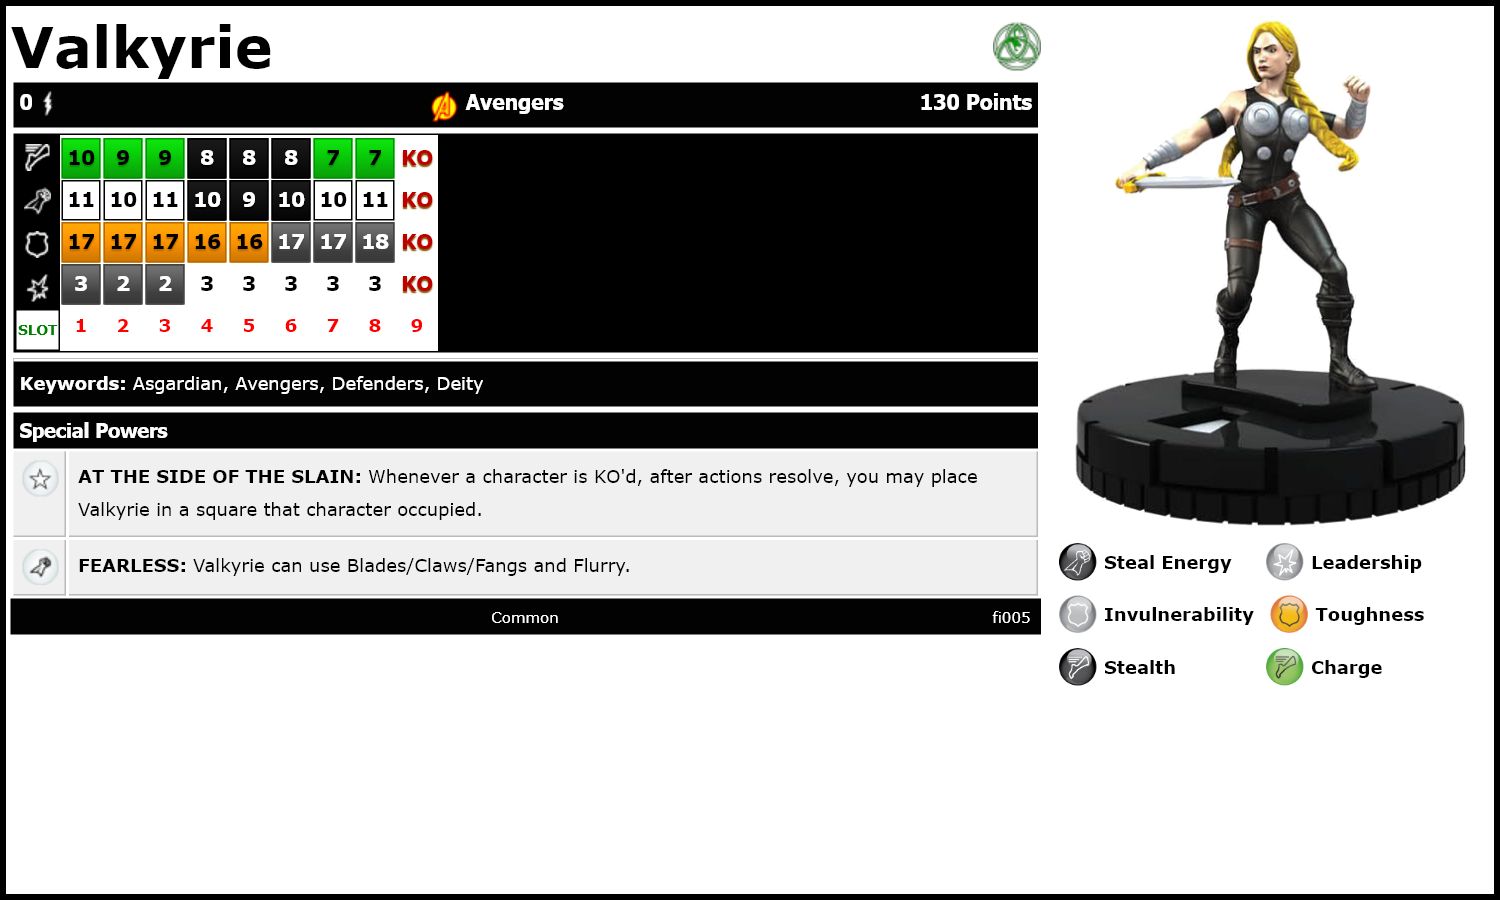 Valkyrie
0 Avengers 130 Points
10 9 9 8 8 8 7 7 KO
11 10 11 10 9 10 10 11 KO
17 17 17 16 16 17 17 18 KO
3 2 2 3 3 3 3 3 KO
SLOT 1 2 3 4 5 6 7 8 9
Keywords: Asgardian, Avengers, Defenders, Deity
Special Powers
AT THE SIDE OF THE SLAIN: Whenever a character is KO'd, after actions resolve, you may place
Valkyrie in a square that character occupied.
FEARLESS: Valkyrie can use Blades/Claws/Fangs and Flurry.
Common fi005
Steal Energy Leadership
Invulnerability Toughness
Stealth Charge